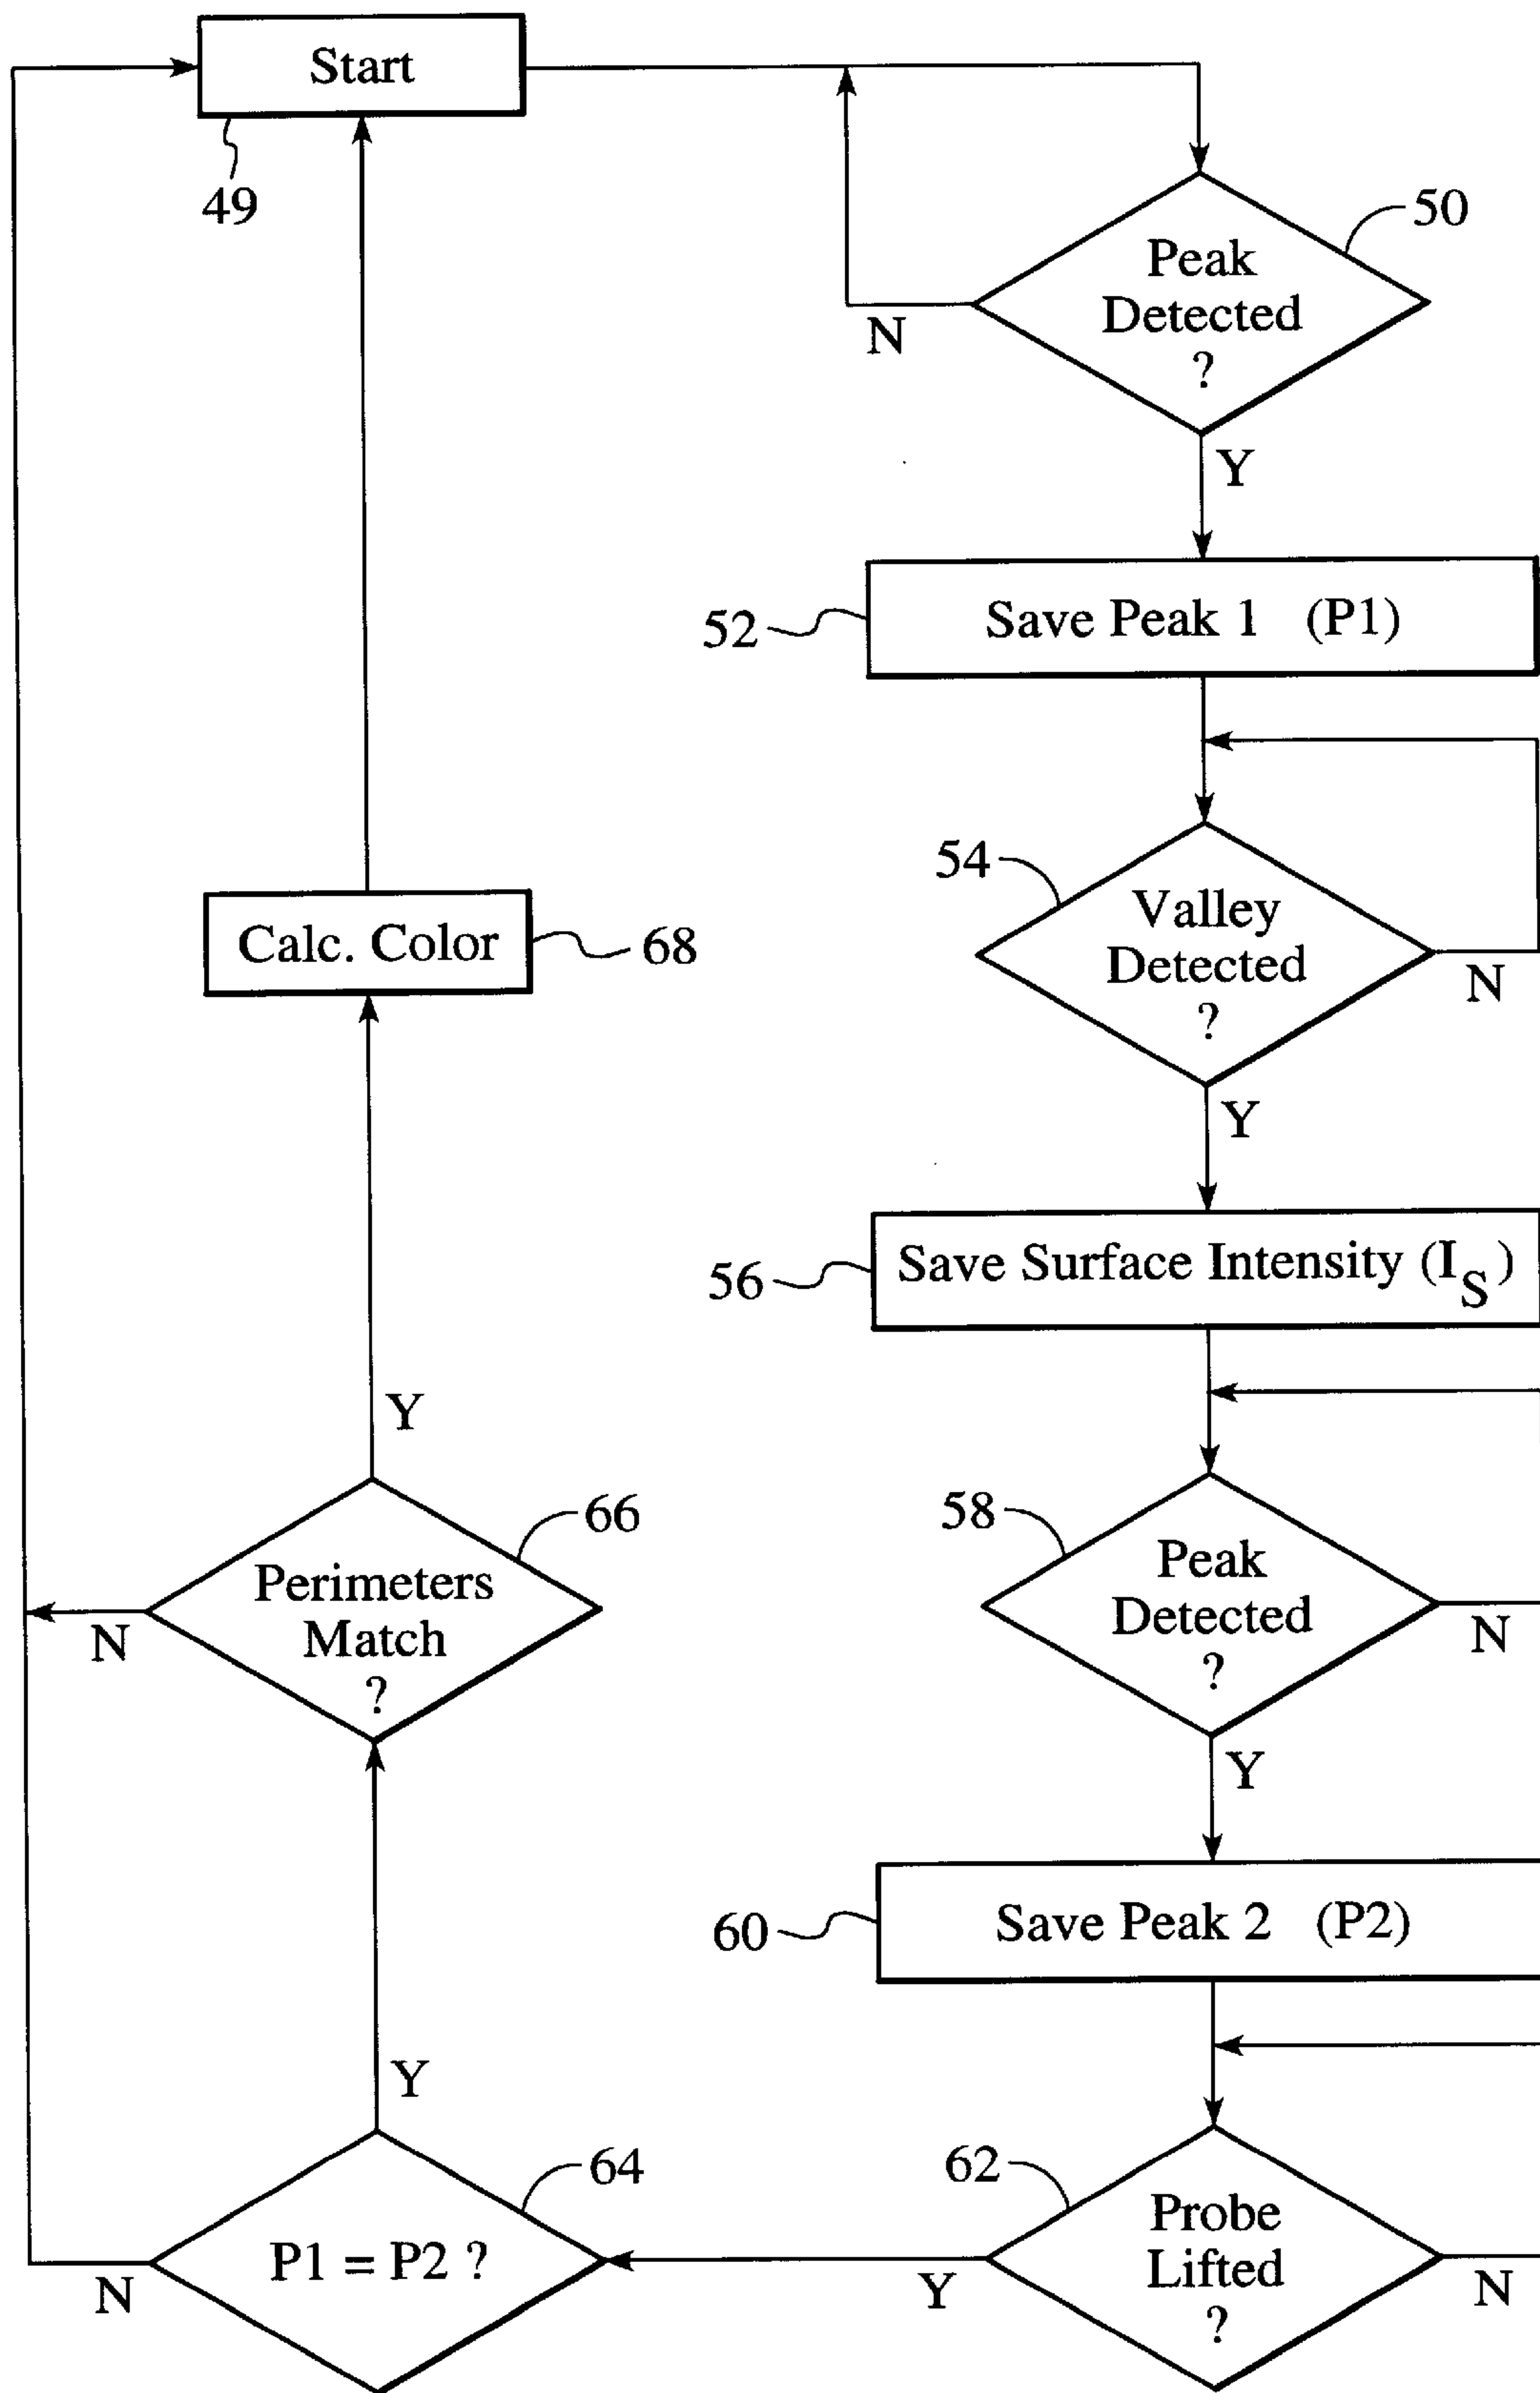 Start
49
Peak
Detected
?
50
N
Y
52
Save Peak 1 (P1)
54
Valley
Detected
?
N
Y
56
Save Surface Intensity (I_S)
58
Peak
Detected
?
N
Y
60
Save Peak 2 (P2)
62
Probe
Lifted
?
N
Y
64
P1 = P2 ?
N
Y
66
Perimeters
Match
?
N
Y
Calc. Color
68